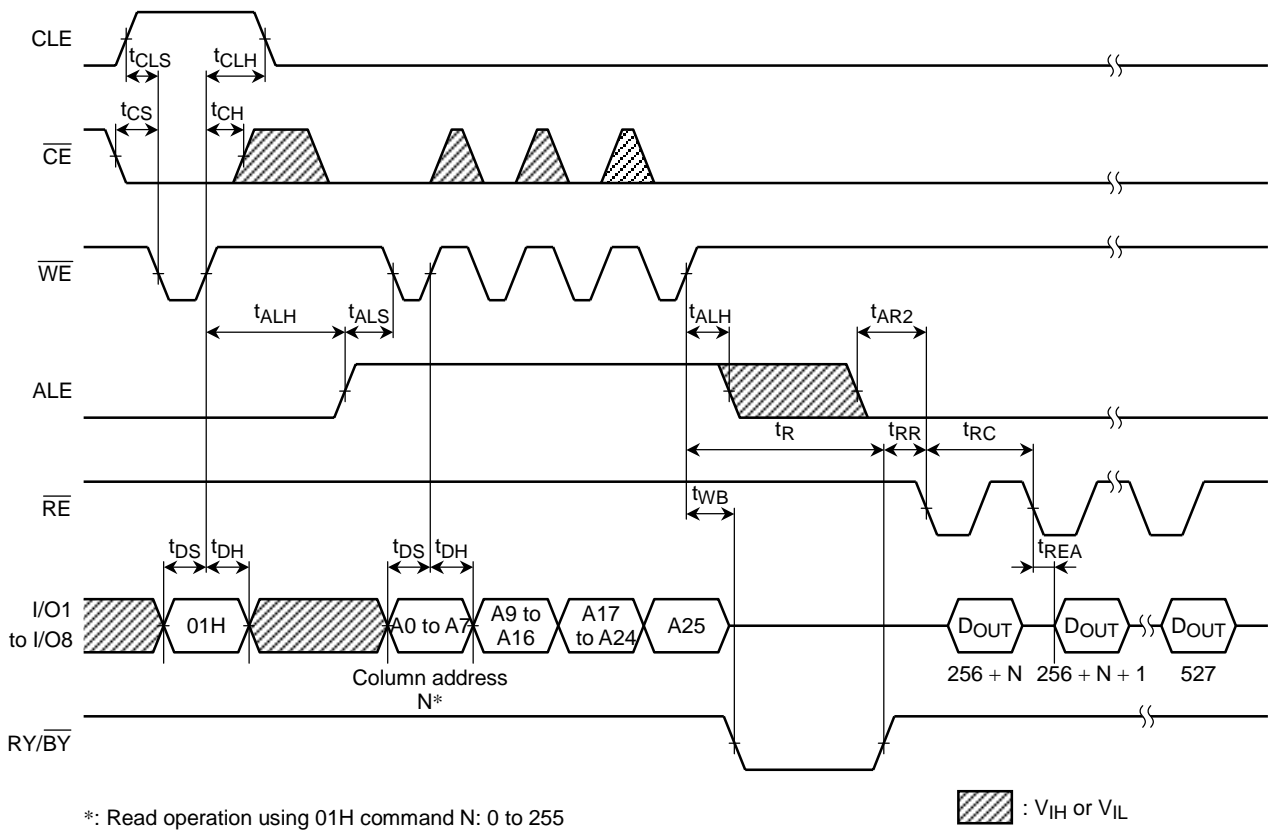 CLE
tCLS
tCLH
tCS
tCH
CE
WE
tALH
tALS
tALH
tAR2
ALE
tR
tRR
tRC
RE
tWB
tREA
tDS
tDH
tDS
tDH
I/O1
to I/O8
01H
A0 to A7
A9 to
A16
A17
to A24
A25
DOUT
DOUT
DOUT
256 + N
256 + N + 1
527
Column address
N*
RY/BY
*: Read operation using 01H command N: 0 to 255
: VIH or VIL